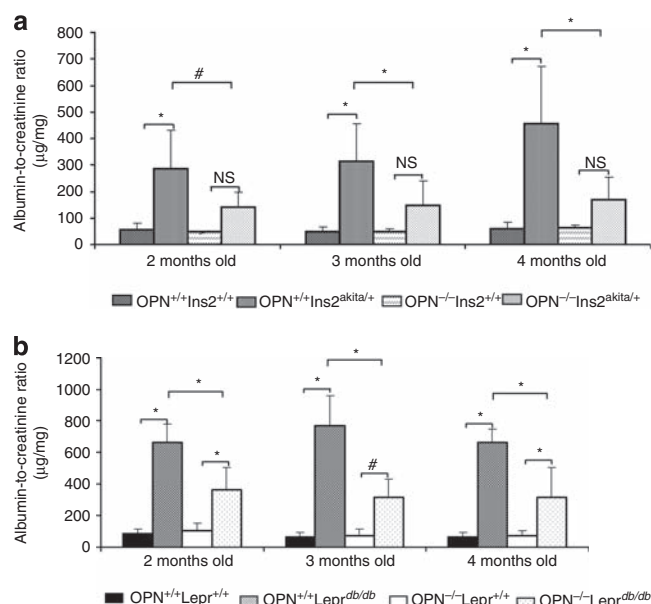 a
Albumin-to-creatinine ratio
(µg/mg)
800
700
600
500
400
300
200
100
0
*
#
NS
*
*
NS
*
*
NS
2 months old
3 months old
4 months old
OPN+/+Ins2+/+
OPN+/+Ins2akita/+
OPN−/−Ins2+/+
OPN−/−Ins2akita/+
b
Albumin-to-creatinine ratio
(µg/mg)
1200
1000
800
600
400
200
0
*
*
*
*
*
#
*
*
*
2 months old
3 months old
4 months old
OPN+/+Lepr+/+
OPN+/+Leprdb/db
OPN−/−Lepr+/+
OPN−/−Leprdb/db